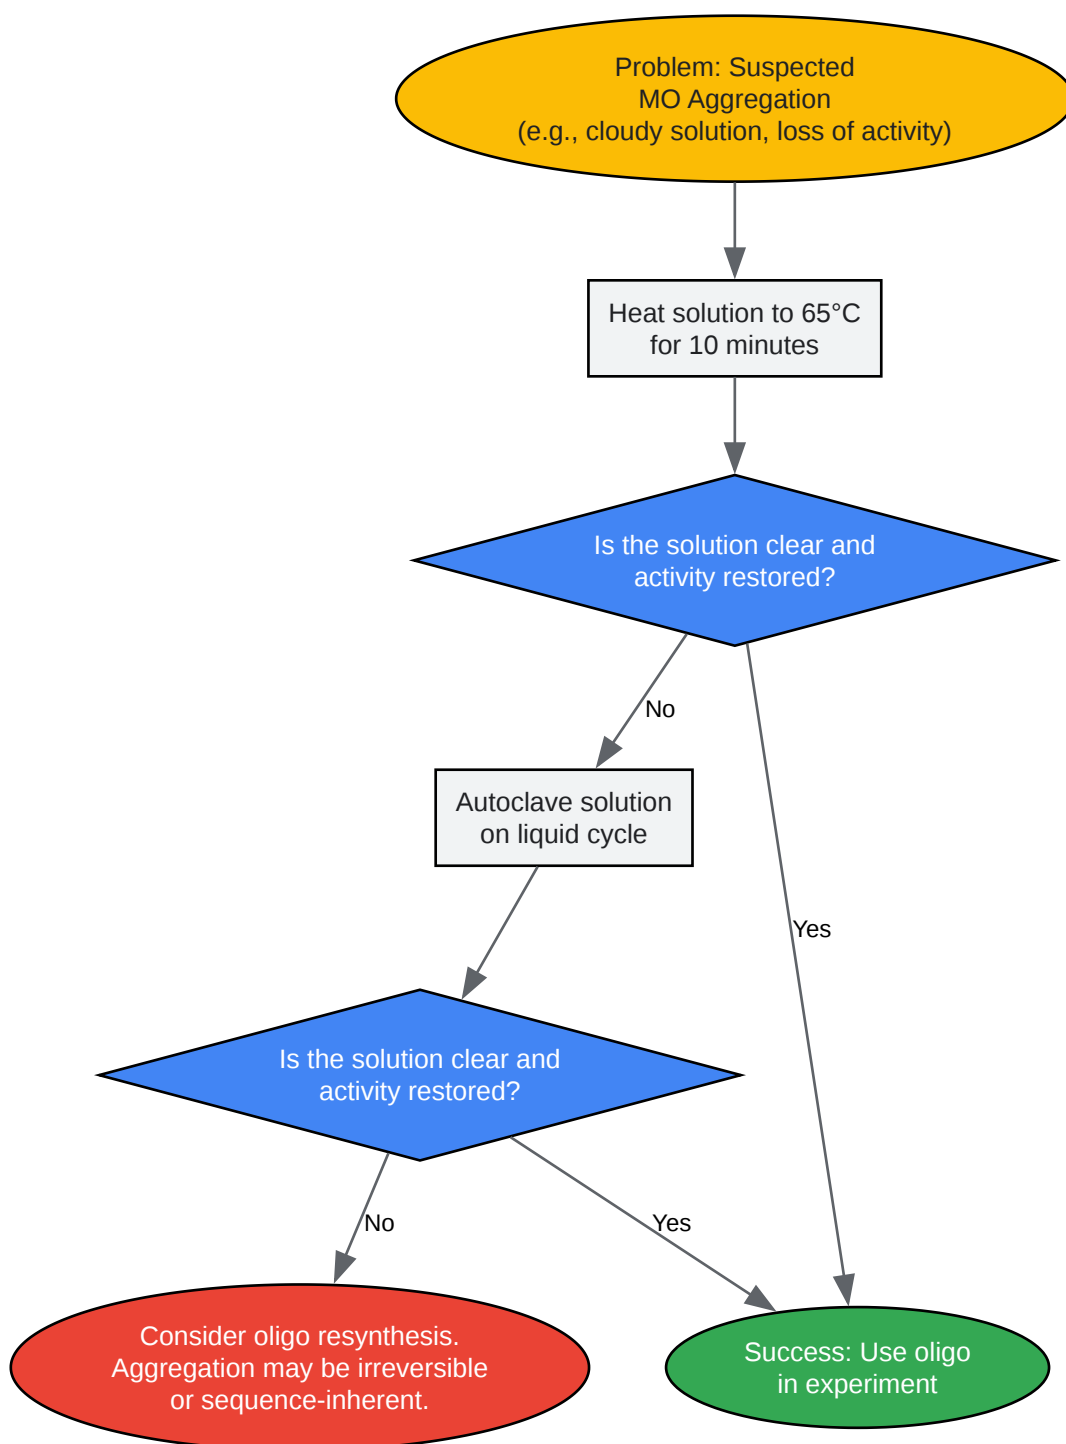 Problem: Suspected
MO Aggregation
(e.g., cloudy solution, loss of activity)
Heat solution to 65°C
for 10 minutes
Is the solution clear and
activity restored?
No
Autoclave solution
on liquid cycle
Yes
Is the solution clear and
activity restored?
No
Yes
Consider oligo resynthesis.
Aggregation may be irreversible
or sequence-inherent.
Success: Use oligo
in experiment